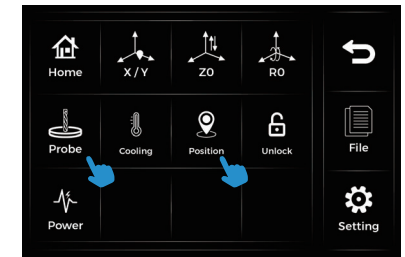 Home
X / Y
Z0
R0
Probe
Cooling
Position
Unlock
File
Power
Setting